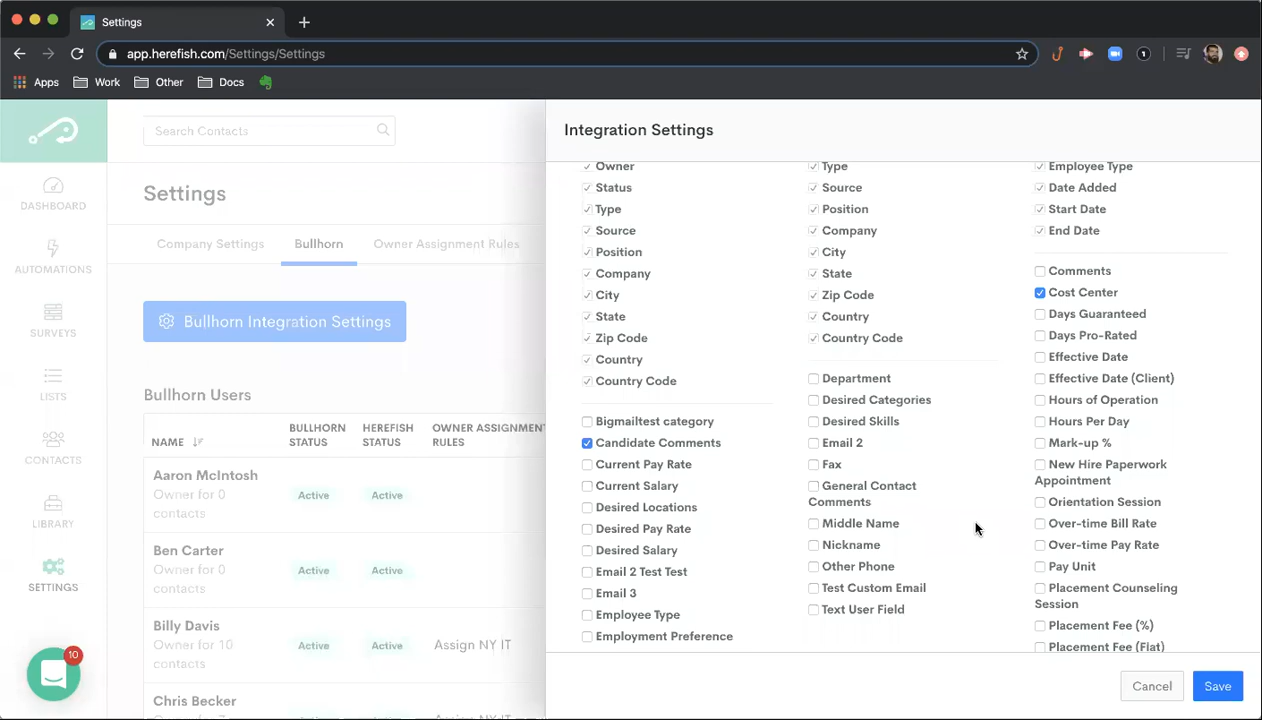 Settings
app.herefish.com/Settings/Settings
Apps Work Other Docs
Search Contacts
Settings
Company Settings Bullhorn Owner Assignment Rules
Bullhorn Integration Settings
Bullhorn Users
NAME BULLHORN STATUS HEREFISH STATUS OWNER ASSIGNMENT RULES
Aaron McIntosh
Owner for 0
contacts
Active Active
Ben Carter
Owner for 0
contacts
Active Active
Billy Davis
Owner for 10
contacts
Active Active Assign NY IT
Chris Becker
DASHBOARD
AUTOMATIONS
SURVEYS
LISTS
CONTACTS
LIBRARY
SETTINGS
10
Integration Settings
Owner
Status
Type
Source
Position
Company
City
State
Zip Code
Country
Country Code
Bigmailtest category
Candidate Comments
Current Pay Rate
Current Salary
Desired Locations
Desired Pay Rate
Desired Salary
Email 2 Test Test
Email 3
Employee Type
Employment Preference
Type
Source
Position
Company
City
State
Zip Code
Country
Country Code
Department
Desired Categories
Desired Skills
Email 2
Fax
General Contact
Comments
Middle Name
Nickname
Other Phone
Test Custom Email
Text User Field
Employee Type
Date Added
Start Date
End Date
Comments
Cost Center
Days Guaranteed
Days Pro-Rated
Effective Date
Effective Date (Client)
Hours of Operation
Hours Per Day
Mark-up %
New Hire Paperwork
Appointment
Orientation Session
Over-time Bill Rate
Over-time Pay Rate
Pay Unit
Placement Counseling
Session
Placement Fee (%)
Placement Fee (Flat)
Cancel Save